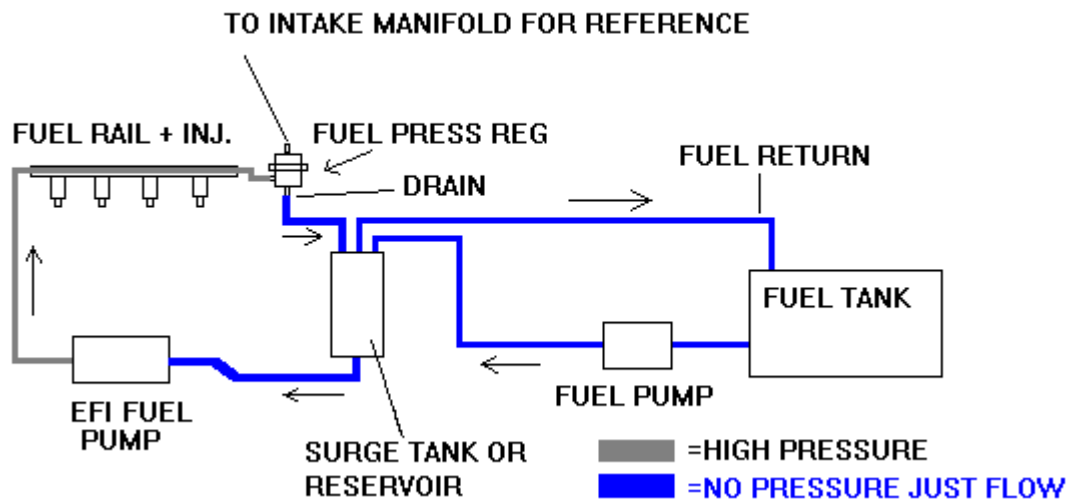 TO INTAKE MANIFOLD FOR REFERENCE
FUEL RAIL + INJ.
FUEL PRESS REG
FUEL RETURN
DRAIN
FUEL TANK
FUEL PUMP
EFI FUEL
PUMP
SURGE TANK OR
RESERVOIR
=HIGH PRESSURE
=NO PRESSURE JUST FLOW